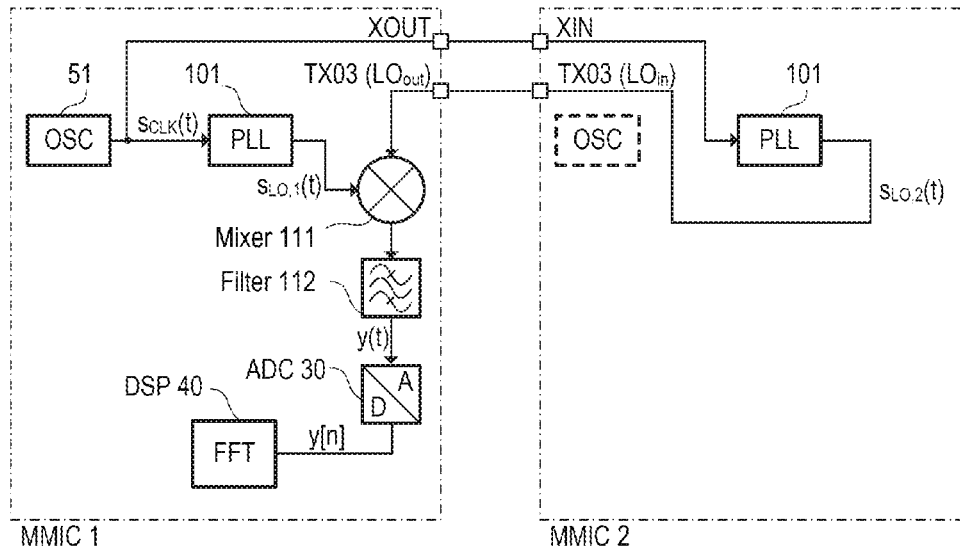 XOUT
XIN
51
101
TX03 (LOout)
TX03 (LOin)
101
OSC
sCLK(t)
PLL
OSC
PLL
sLO,1(t)
sLO,2(t)
Mixer 111
Filter 112
y(t)
ADC 30
A
D
DSP 40
FFT
y[n]
MMIC 1
MMIC 2